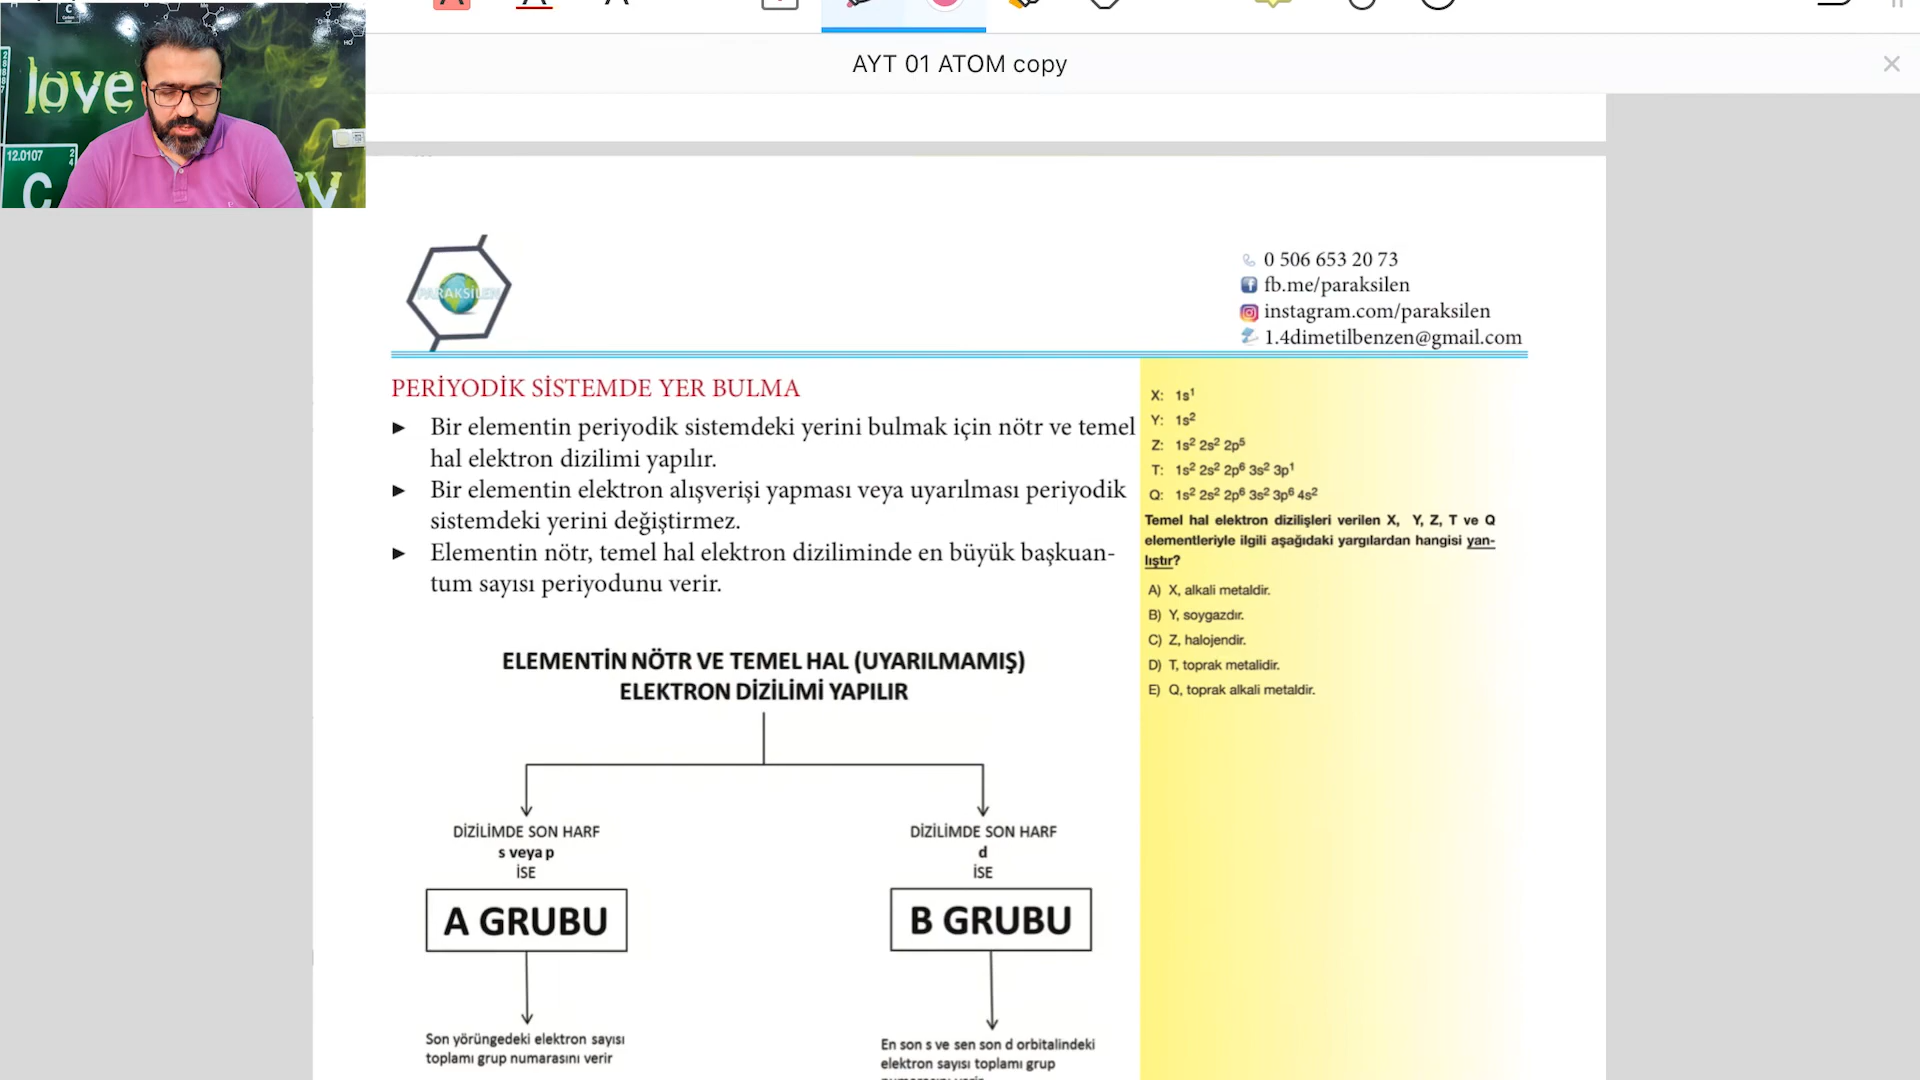 AYT 01 ATOM copy
love
12.0107
C
PARAKSİLEN
0 506 653 20 73
fb.me/paraksilen
instagram.com/paraksilen
1.4dimetilbenzen@gmail.com
PERİYODİK SİSTEMDE YER BULMA
► Bir elementin periyodik sistemdeki yerini bulmak için nötr ve temel
hal elektron dizilimi yapılır.
► Bir elementin elektron alışverişi yapması veya uyarılması periyodik
sistemdeki yerini değiştirmez.
► Elementin nötr, temel hal elektron diziliminde en büyük başkuan-
tum sayısı periyodunu verir.
ELEMENTİN NÖTR VE TEMEL HAL (UYARILMAMIŞ)
ELEKTRON DİZİLİMİ YAPILIR
DİZİLİMDE SON HARF
s veya p
İSE
A GRUBU
Son yörüngedeki elektron sayısı
toplamı grup numarasını verir
DİZİLİMDE SON HARF
d
İSE
B GRUBU
En son s ve sen son d orbitalindeki
elektron sayısı toplamı grup
X: 1s¹
Y: 1s²
Z: 1s² 2s² 2p⁵
T: 1s² 2s² 2p⁶ 3s² 3p¹
Q: 1s² 2s² 2p⁶ 3s² 3p⁶ 4s²
Temel hal elektron dizilişleri verilen X, Y, Z, T ve Q
elementleriyle ilgili aşağıdaki yargılardan hangisi yan-
lıştır?
A) X, alkali metaldir.
B) Y, soygazdır.
C) Z, halojendir.
D) T, toprak metalidir.
E) Q, toprak alkali metaldir.